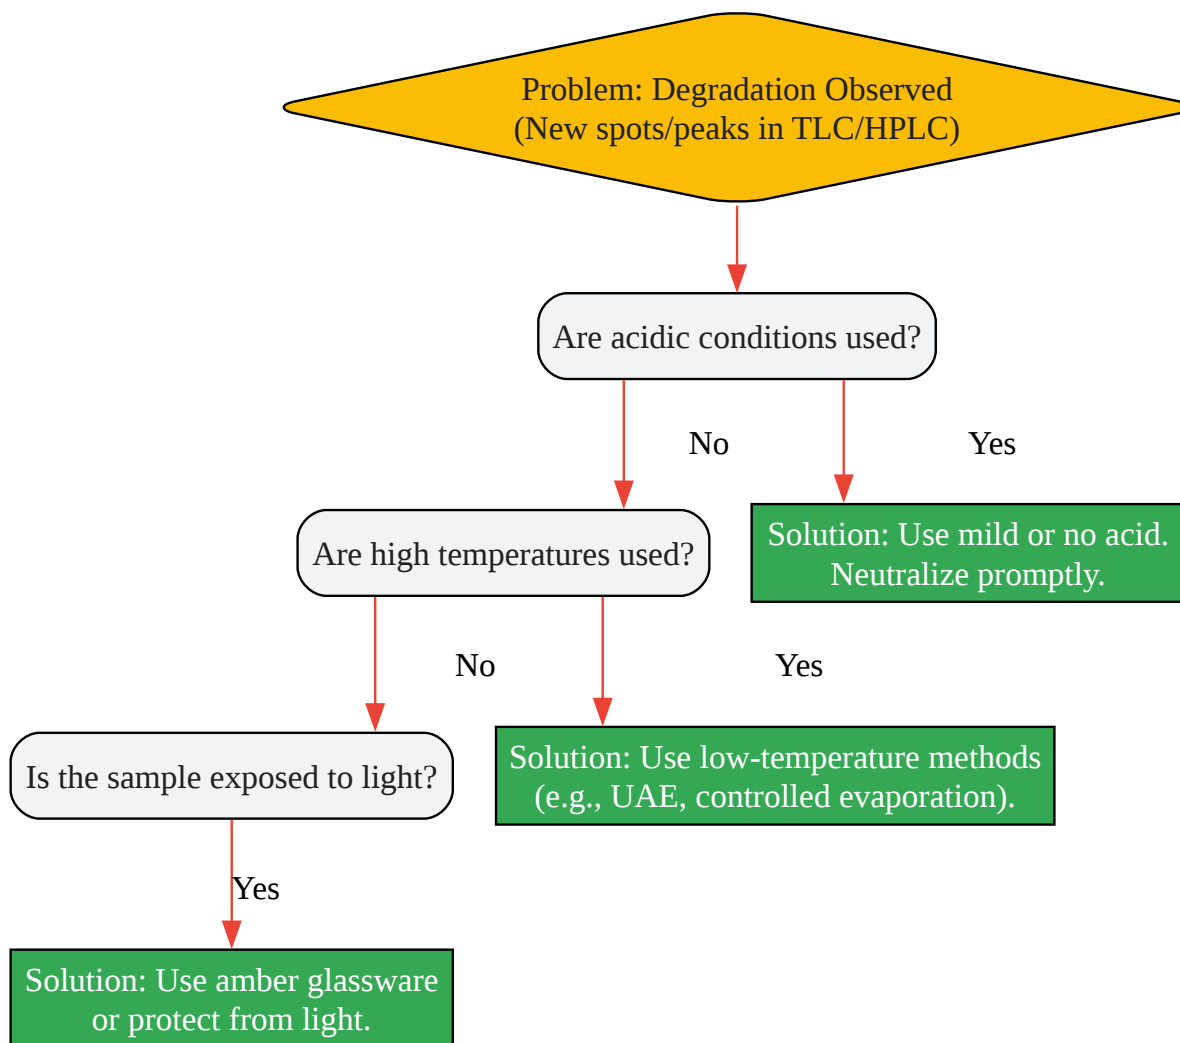 Problem: Degradation Observed
(New spots/peaks in TLC/HPLC)
Are acidic conditions used?
No
Yes
Solution: Use mild or no acid.
Neutralize promptly.
Are high temperatures used?
No
Yes
Solution: Use low-temperature methods
(e.g., UAE, controlled evaporation).
Is the sample exposed to light?
Yes
Solution: Use amber glassware
or protect from light.